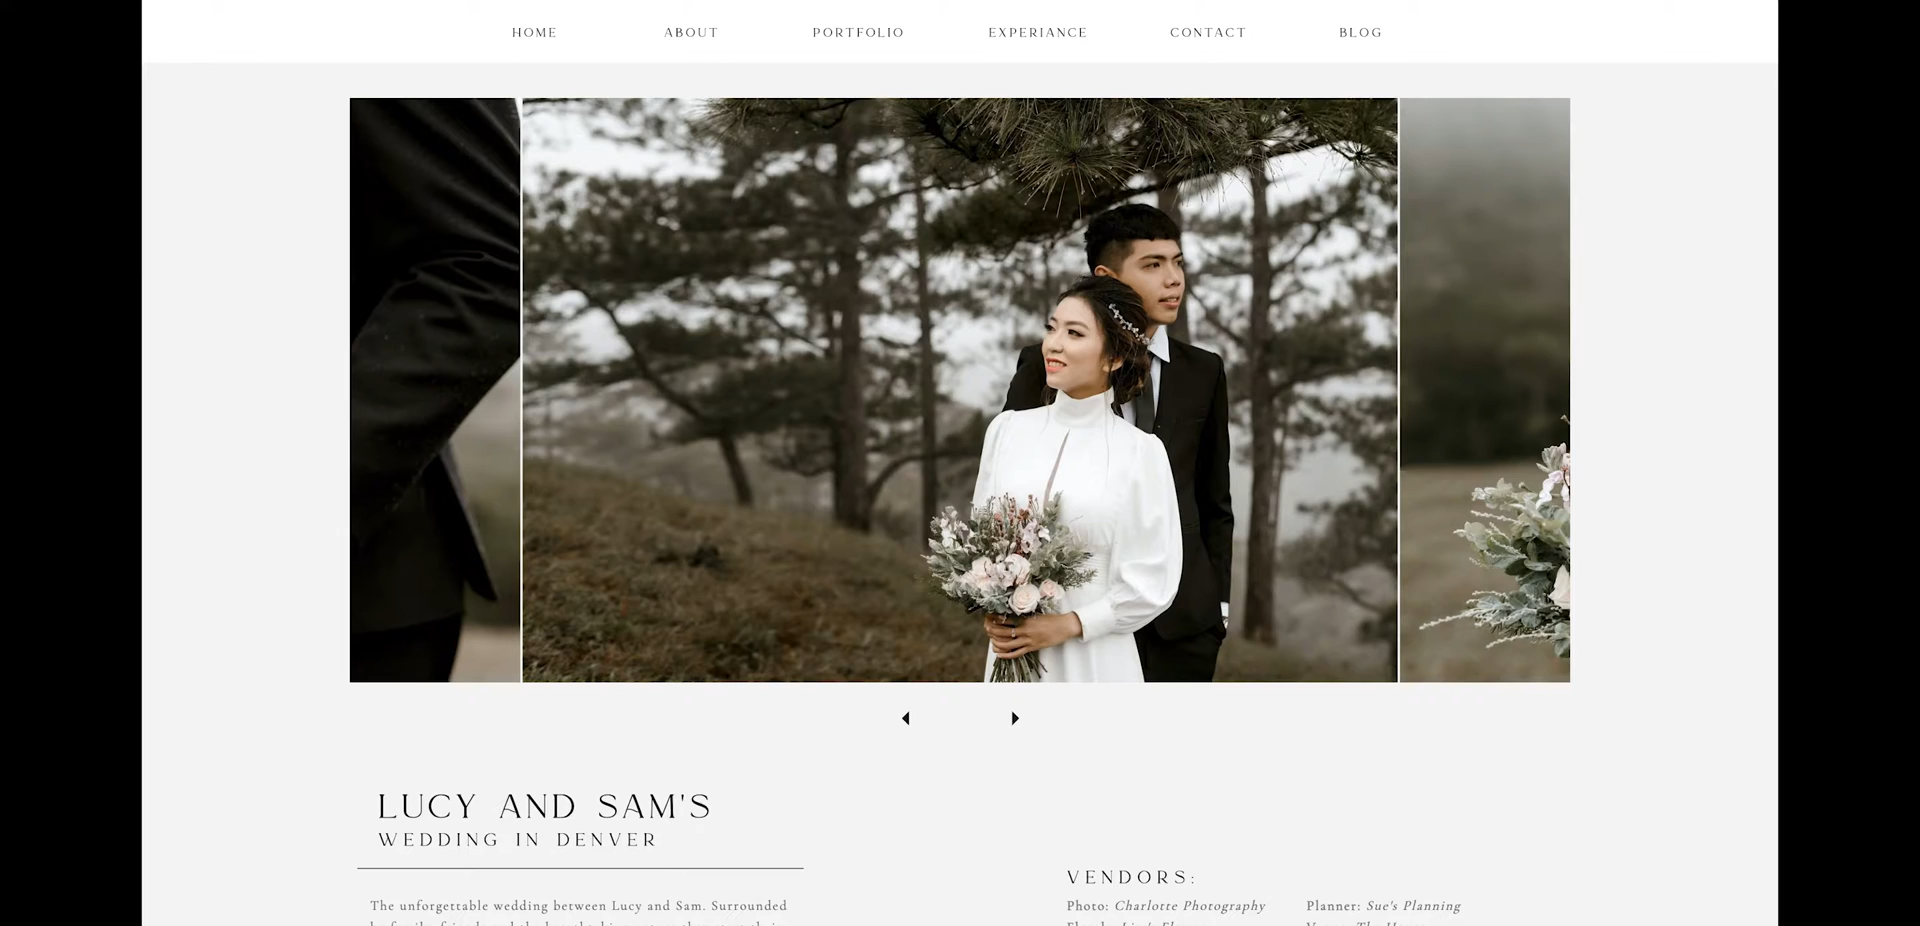 HOME ABOUT PORTFOLIO EXPERIANCE CONTACT BLOG
LUCY AND SAM'S
WEDDING IN DENVER
The unforgettable wedding between Lucy and Sam. Surrounded
VENDORS:
Photo: Charlotte Photography Planner: Sue's Planning